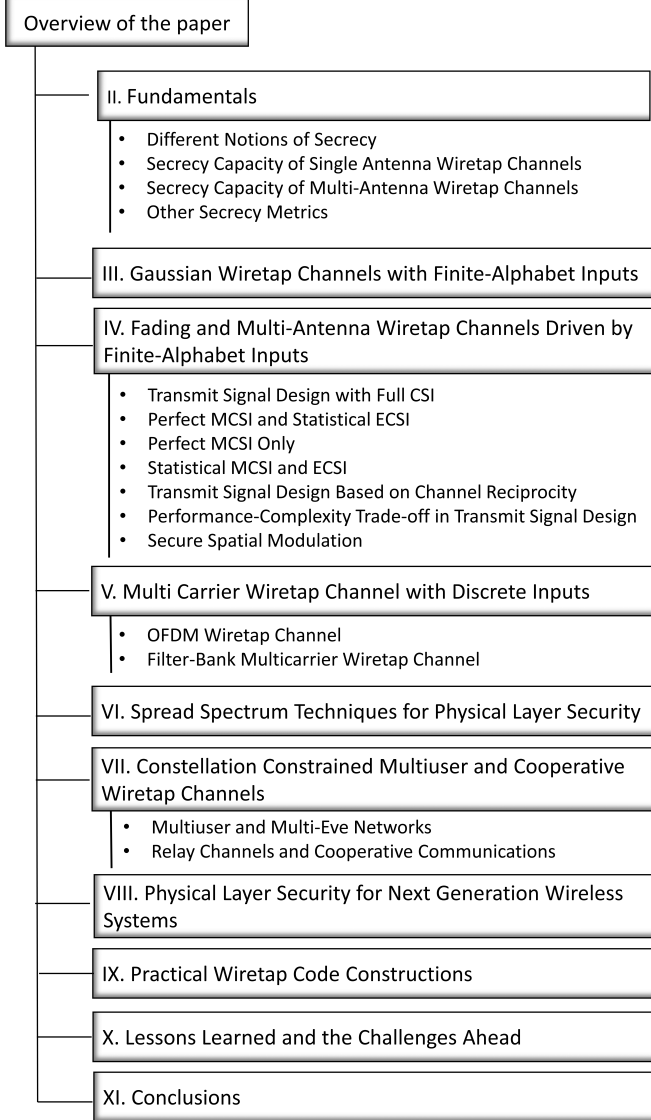 Overview of the paper
II. Fundamentals
• Different Notions of Secrecy
• Secrecy Capacity of Single Antenna Wiretap Channels
• Secrecy Capacity of Multi-Antenna Wiretap Channels
• Other Secrecy Metrics
III. Gaussian Wiretap Channels with Finite-Alphabet Inputs
IV. Fading and Multi-Antenna Wiretap Channels Driven by
Finite-Alphabet Inputs
• Transmit Signal Design with Full CSI
• Perfect MCSI and Statistical ECSI
• Perfect MCSI Only
• Statistical MCSI and ECSI
• Transmit Signal Design Based on Channel Reciprocity
• Performance-Complexity Trade-off in Transmit Signal Design
• Secure Spatial Modulation
V. Multi Carrier Wiretap Channel with Discrete Inputs
• OFDM Wiretap Channel
• Filter-Bank Multicarrier Wiretap Channel
VI. Spread Spectrum Techniques for Physical Layer Security
VII. Constellation Constrained Multiuser and Cooperative
Wiretap Channels
• Multiuser and Multi-Eve Networks
• Relay Channels and Cooperative Communications
VIII. Physical Layer Security for Next Generation Wireless
Systems
IX. Practical Wiretap Code Constructions
X. Lessons Learned and the Challenges Ahead
XI. Conclusions